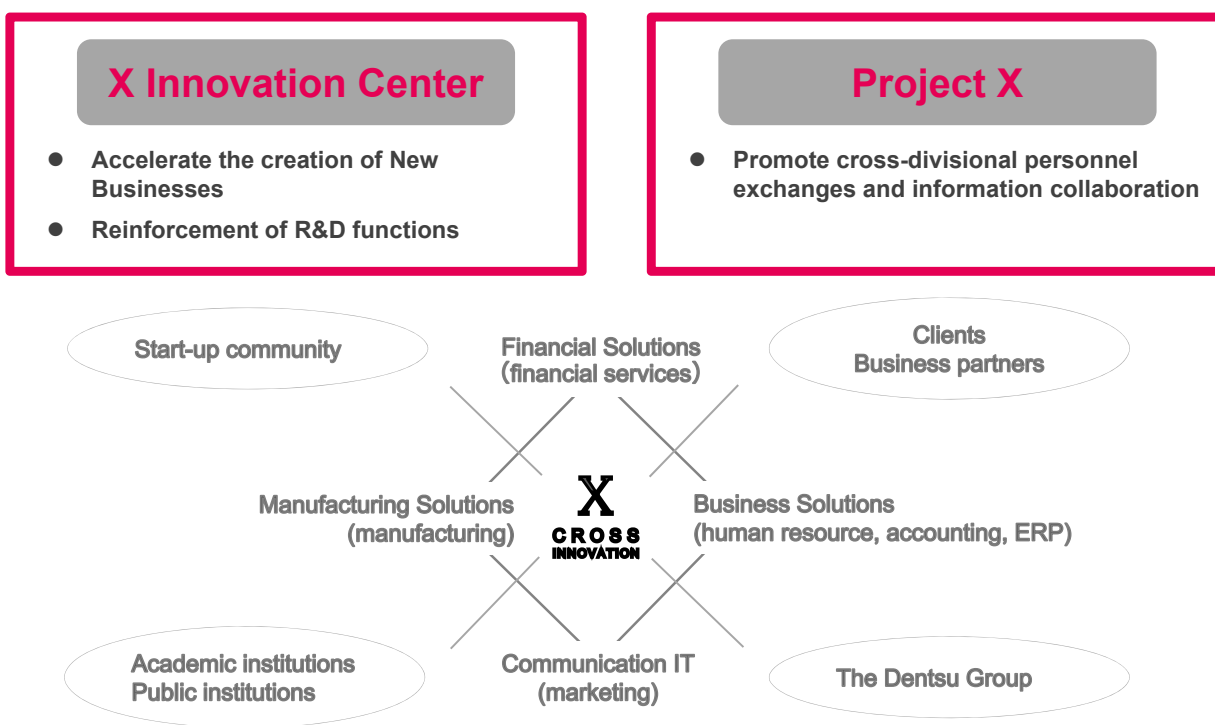 X Innovation Center
● Accelerate the creation of New
Businesses
● Reinforcement of R&D functions
Project X
● Promote cross-divisional personnel
exchanges and information collaboration
Start-up community
Financial Solutions
(financial services)
Clients
Business partners
Manufacturing Solutions
(manufacturing)
X
CROSS
INNOVATION
Business Solutions
(human resource, accounting, ERP)
Academic institutions
Public institutions
Communication IT
(marketing)
The Dentsu Group